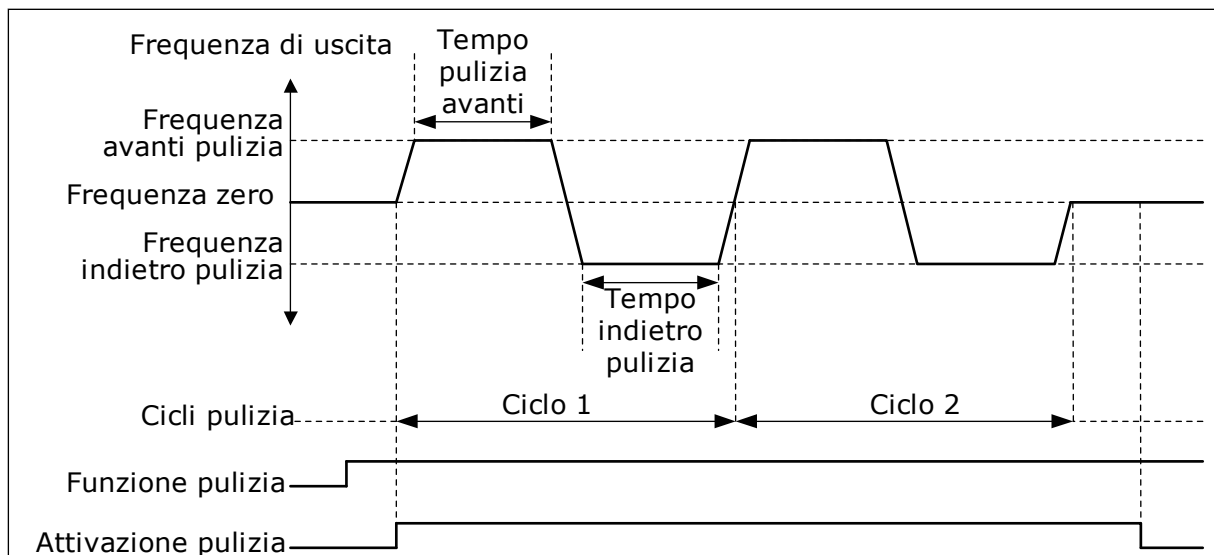 Frequenza di uscita
Tempo
pulizia
avanti
Frequenza
avanti pulizia
Frequenza zero
Frequenza
indietro pulizia
Tempo
indietro
pulizia
Cicli pulizia
Ciclo 1
Ciclo 2
Funzione pulizia
Attivazione pulizia